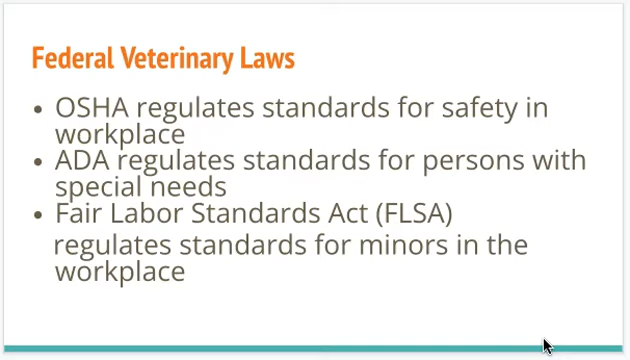 Federal Veterinary Laws
• OSHA regulates standards for safety in
workplace
• ADA regulates standards for persons with
special needs
• Fair Labor Standards Act (FLSA)
regulates standards for minors in the
workplace